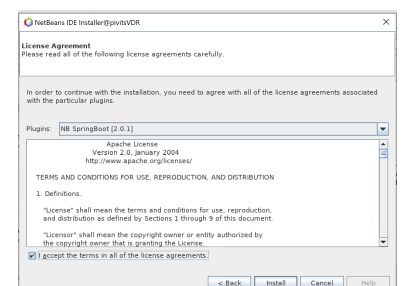 NetBeans IDE Installer@pivitsVDR
License Agreement
Please read all of the following license agreements carefully.
In order to continue with the installation, you need to agree with all of the license agreements associated
with the particular plugins.
Plugins: NB SpringBoot [2.0.1]
Apache License
Version 2.0, January 2004
http://www.apache.org/licenses/
TERMS AND CONDITIONS FOR USE, REPRODUCTION, AND DISTRIBUTION
1. Definitions.
"License" shall mean the terms and conditions for use, reproduction,
and distribution as defined by Sections 1 through 9 of this document.
"Licensor" shall mean the copyright owner or entity authorized by
the copyright owner that is granting the License.
I accept the terms in all of the license agreements.
< Back Install Cancel Help